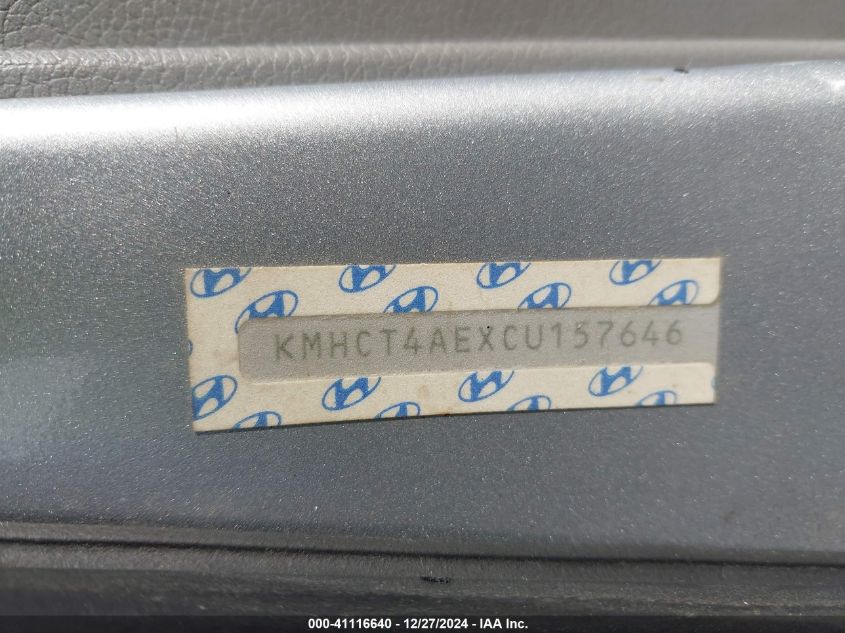 KMHCT4AEXCU157646
000-41116640 - 12/27/2024 - IAA Inc.